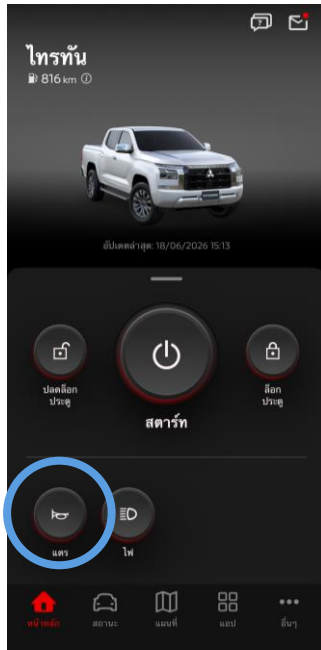 ไทรทัน
816 km
อัปเดตล่าสุด: 18/06/2026 15:13
ปลดล็อก
ประตู
สตาร์ท
ล็อก
ประตู
แตร
ไฟ
หน้าหลัก
สถานะ
แผนที่
แอป
อื่นๆ